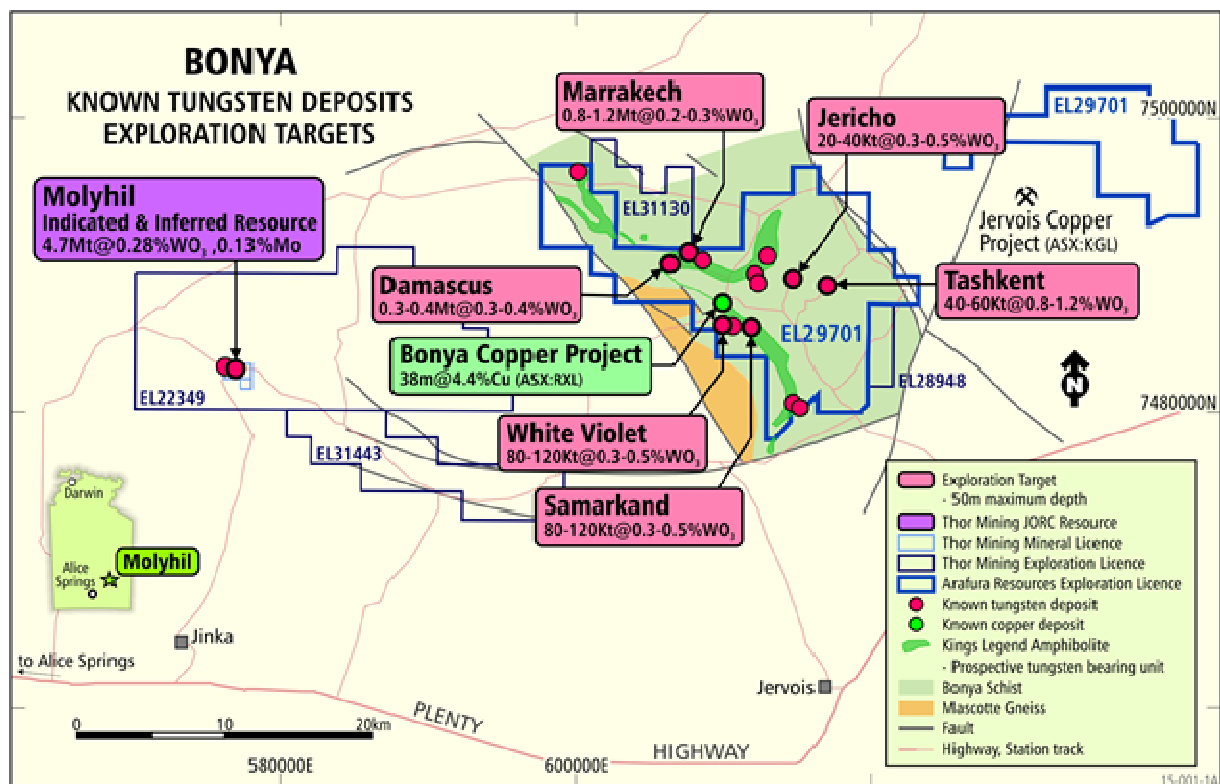 BONYA
KNOWN TUNGSTEN DEPOSITS
EXPLORATION TARGETS
Marrakech
0.8-1.2Mt@0.2-0.3%WO₃
Jericho
20-40Kt@0.3-0.5%WO₃
EL29701
7500000N
Molyhil
Indicated & Inferred Resource
4.7Mt@0.28%WO₃ ,0.13%Mo
EL31130
Jervois Copper
Project (ASX:KGL)
Damascus
0.3-0.4Mt@0.3-0.4%WO₃
Tashkent
40-60Kt@0.8-1.2%WO₃
Bonya Copper Project
38m@4.4%Cu (ASX:RXL)
EL29701
N
EL22349
EL28948
7480000N
White Violet
80-120Kt@0.3-0.5%WO₃
EL31443
Samarkand
80-120Kt@0.3-0.5%WO₃
Darwin
Alice
Springs
Molyhil
Exploration Target
- 50m maximum depth
Thor Mining JORC Resource
Thor Mining Mineral Licence
Thor Mining Exploration Licence
Arafura Resources Exploration Licence
Known tungsten deposit
Known copper deposit
Kings Legend Amphibolite
- Prospective tungsten bearing unit
Bonya Schist
Mascotte Gneiss
Fault
Highway, Station track
Jinka
to Alice Springs
Jervois
PLENTY
HIGHWAY
0 10 20km
580000E
600000E
15-001-1A